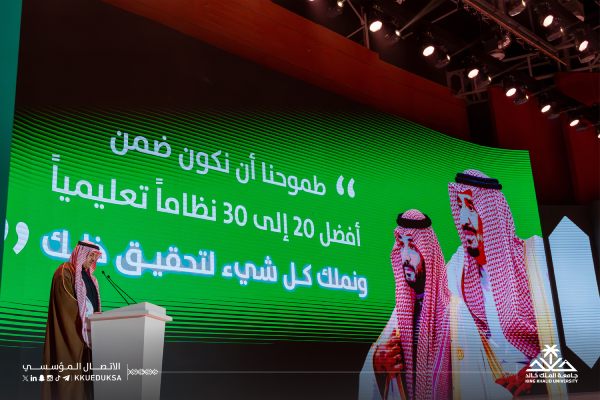 “ طموحنا أن نكون ضمن
أفضل 20 إلى 30 نظاماً تعليمياً
ونملك كل شيء لتحقيق ذلك ”
الاتصال المؤسسي
KKUEDUKSA
جامعة الملك خالد
KING KHALID UNIVERSITY